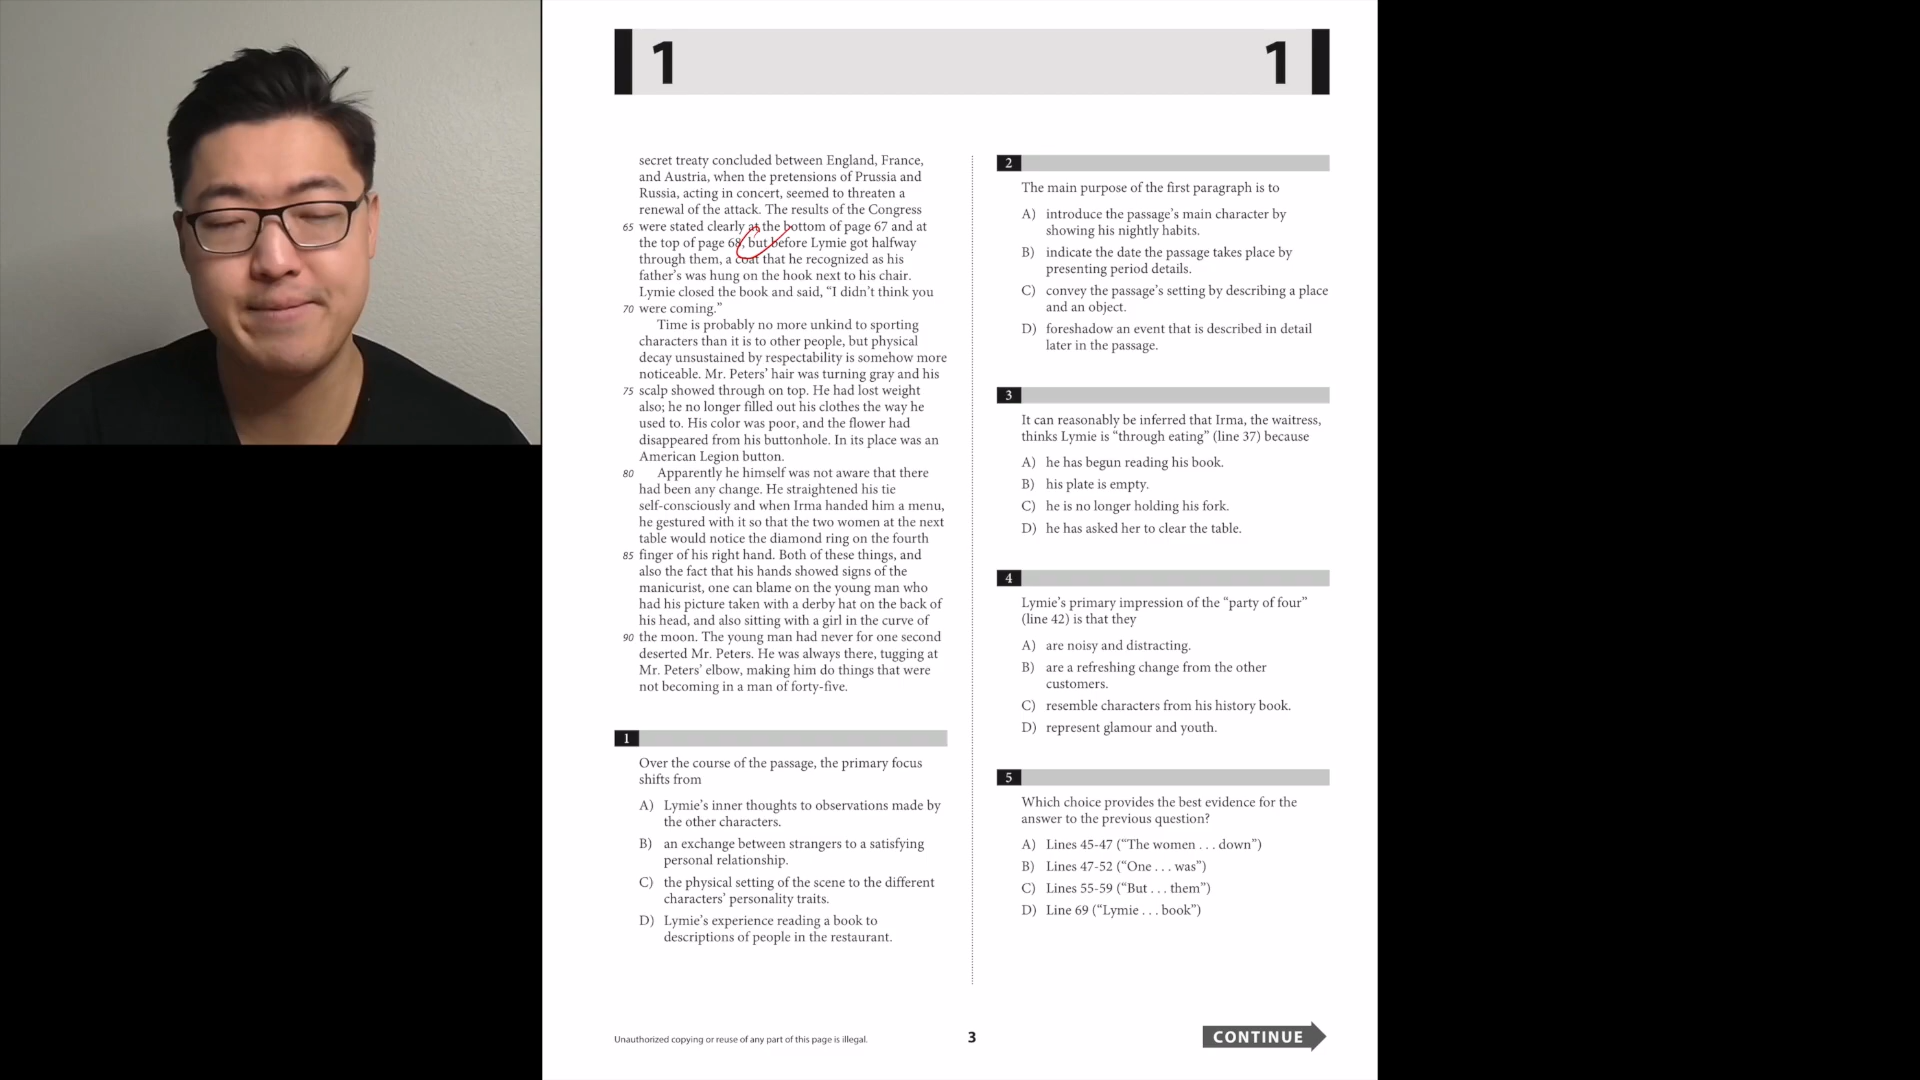 1 1
secret treaty concluded between England, France,
and Austria, when the pretensions of Prussia and
Russia, acting in concert, seemed to threaten a
renewal of the attack. The results of the Congress
65 were stated clearly at the bottom of page 67 and at
the top of page 68, but before Lymie got halfway
through them, a coat that he recognized as his
father’s was hung on the hook next to his chair.
Lymie closed the book and said, “I didn’t think you
70 were coming.”
Time is probably no more unkind to sporting
characters than it is to other people, but physical
decay unsustained by respectability is somehow more
noticeable. Mr. Peters’ hair was turning gray and his
75 scalp showed through on top. He had lost weight
also; he no longer filled out his clothes the way he
used to. His color was poor, and the flower had
disappeared from his buttonhole. In its place was an
American Legion button.
80 Apparently he himself was not aware that there
had been any change. He straightened his tie
self-consciously and when Irma handed him a menu,
he gestured with it so that the two women at the next
table would notice the diamond ring on the fourth
85 finger of his right hand. Both of these things, and
also the fact that his hands showed signs of the
manicurist, one can blame on the young man who
had his picture taken with a derby hat on the back of
his head, and also sitting with a girl in the curve of
90 the moon. The young man had never for one second
deserted Mr. Peters. He was always there, tugging at
Mr. Peters’ elbow, making him do things that were
not becoming in a man of forty-five.
1
Over the course of the passage, the primary focus
shifts from
A) Lymie’s inner thoughts to observations made by
the other characters.
B) an exchange between strangers to a satisfying
personal relationship.
C) the physical setting of the scene to the different
characters’ personality traits.
D) Lymie’s experience reading a book to
descriptions of people in the restaurant.
2
The main purpose of the first paragraph is to
A) introduce the passage’s main character by
showing his nightly habits.
B) indicate the date the passage takes place by
presenting period details.
C) convey the passage’s setting by describing a place
and an object.
D) foreshadow an event that is described in detail
later in the passage.
3
It can reasonably be inferred that Irma, the waitress,
thinks Lymie is “through eating” (line 37) because
A) he has begun reading his book.
B) his plate is empty.
C) he is no longer holding his fork.
D) he has asked her to clear the table.
4
Lymie’s primary impression of the “party of four”
(line 42) is that they
A) are noisy and distracting.
B) are a refreshing change from the other
customers.
C) resemble characters from his history book.
D) represent glamour and youth.
5
Which choice provides the best evidence for the
answer to the previous question?
A) Lines 45-47 (“The women . . . down”)
B) Lines 47-52 (“One . . . was”)
C) Lines 55-59 (“But . . . them”)
D) Line 69 (“Lymie . . . book”)
Unauthorized copying or reuse of any part of this page is illegal.
3
CONTINUE